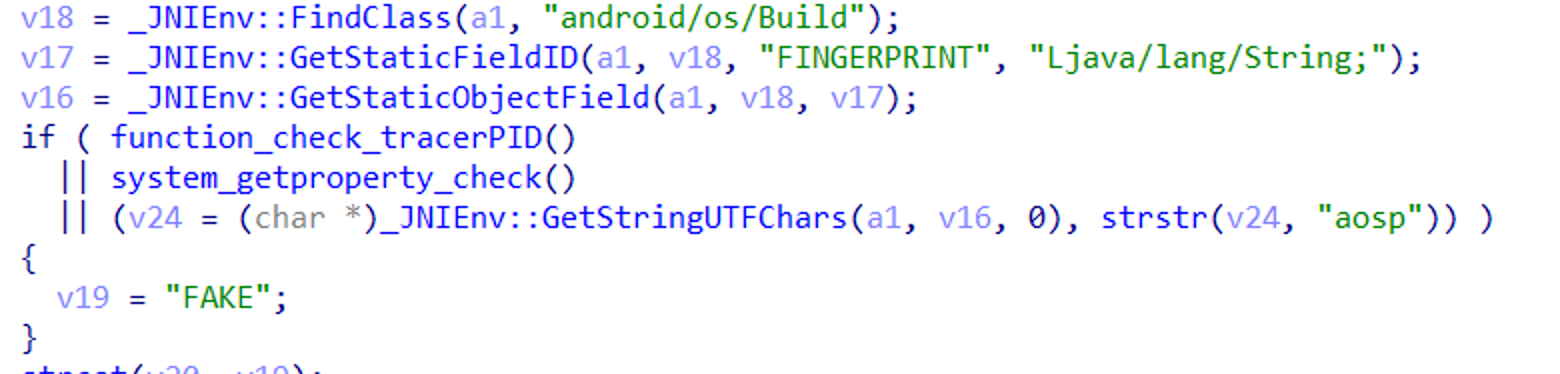 v18 = _JNIEnv::FindClass(a1, "android/os/Build");
v17 = _JNIEnv::GetStaticFieldID(a1, v18, "FINGERPRINT", "Ljava/lang/String;");
v16 = _JNIEnv::GetStaticObjectField(a1, v18, v17);
if ( function_check_tracerPID()
|| system_getproperty_check()
|| (v24 = (char *)_JNIEnv::GetStringUTFChars(a1, v16, 0), strstr(v24, "aosp")) )
{
v19 = "FAKE";
}